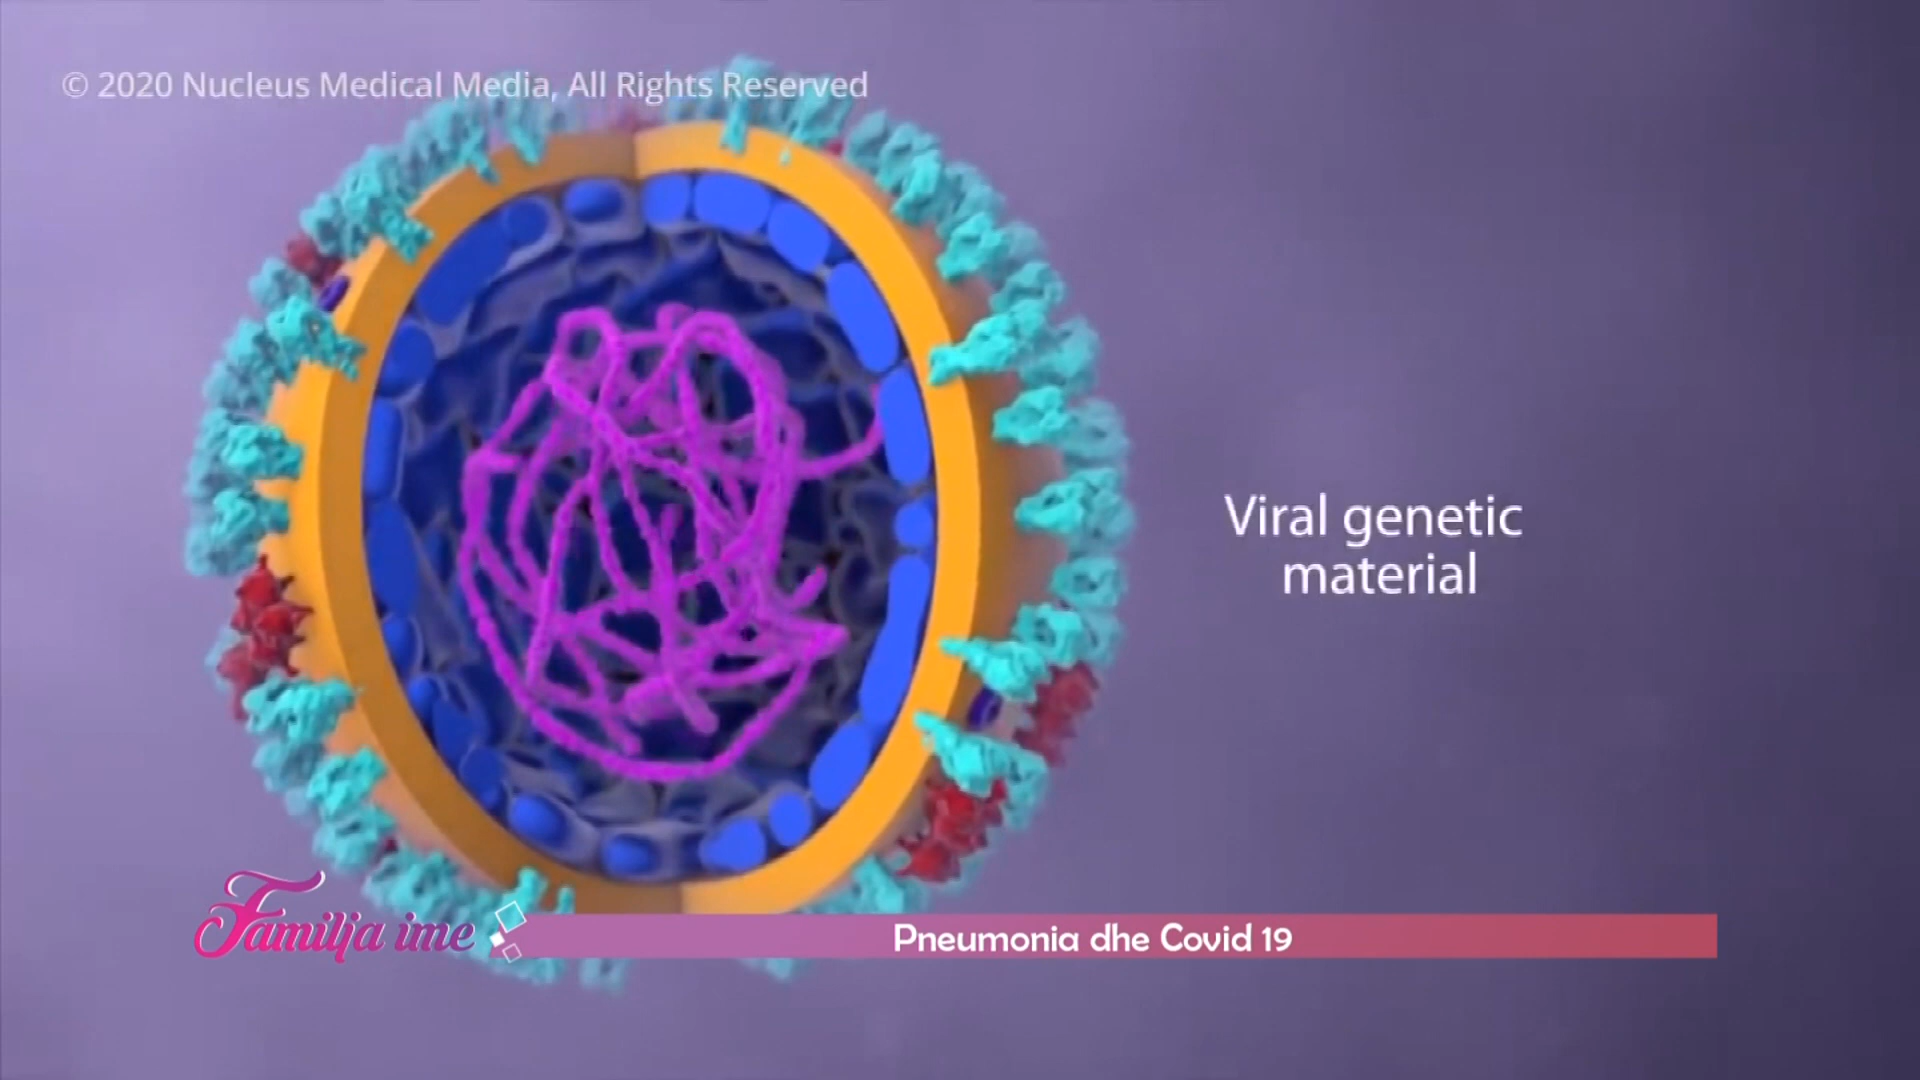 © 2020 Nucleus Medical Media, All Rights Reserved
Viral genetic
material
Familja ime
Pneumonia dhe Covid 19